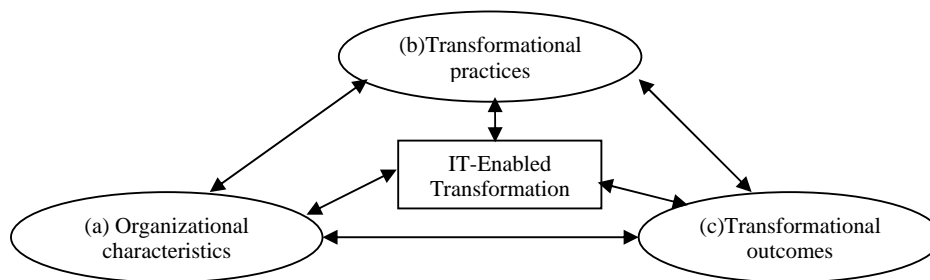 (b)Transformational
practices
IT-Enabled
Transformation
(a) Organizational
characteristics
(c)Transformational
outcomes